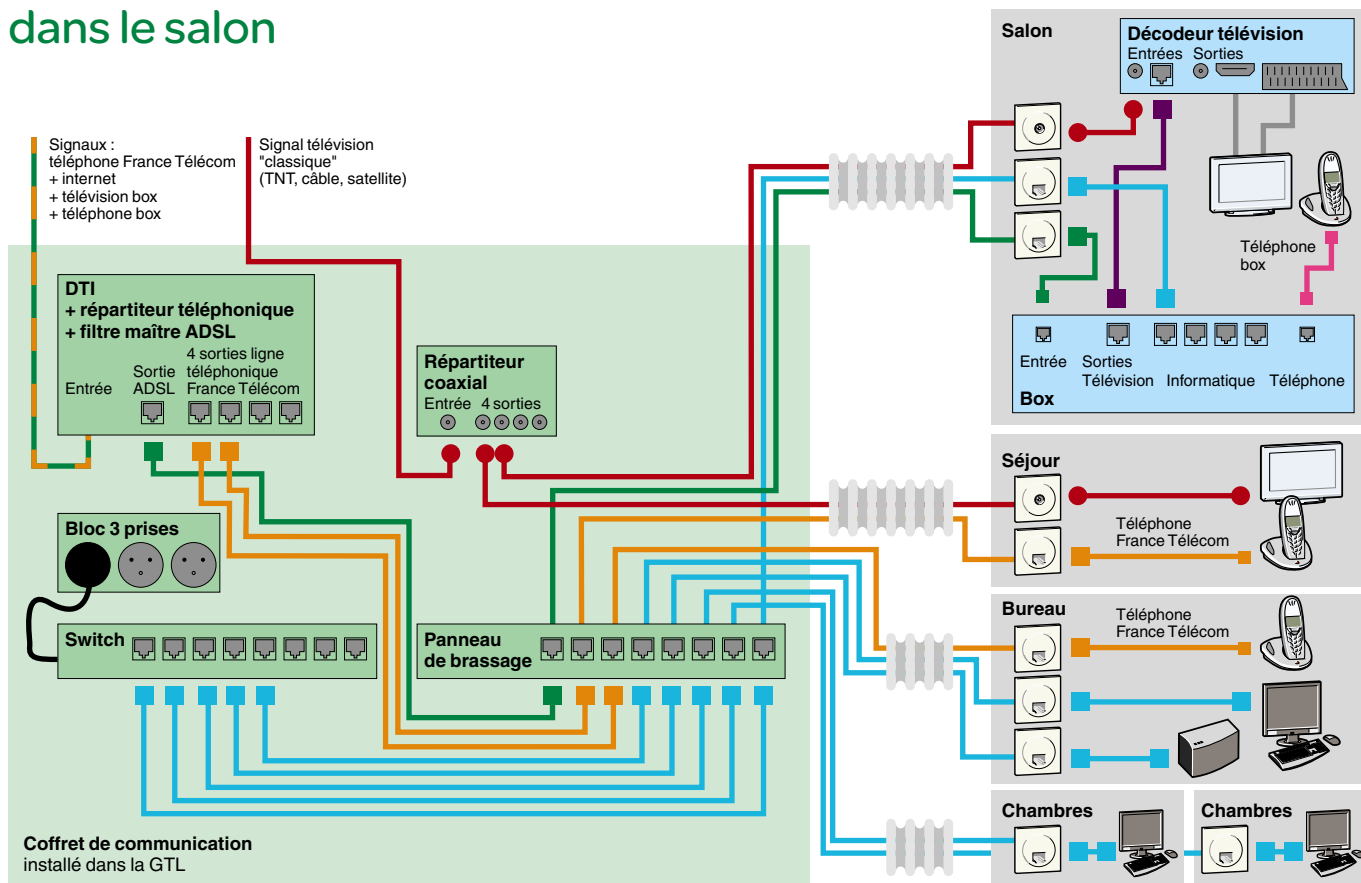 dans le salon
Signaux :
téléphone France Télécom
+ internet
+ télévision box
+ téléphone box
Signal télévision
"classique"
(TNT, câble, satellite)
DTI
+ répartiteur téléphonique
+ filtre maître ADSL
Entrée
Sortie
ADSL
4 sorties ligne
téléphonique
France Télécom
Répartiteur
coaxial
Entrée 4 sorties
Bloc 3 prises
Switch
Panneau
de brassage
Coffret de communication
installé dans la GTL
Salon
Décodeur télévision
Entrées Sorties
Téléphone
box
Entrée
Sorties
Télévision
Informatique
Téléphone
Box
Séjour
Téléphone
France Télécom
Bureau
Téléphone
France Télécom
Chambres
Chambres